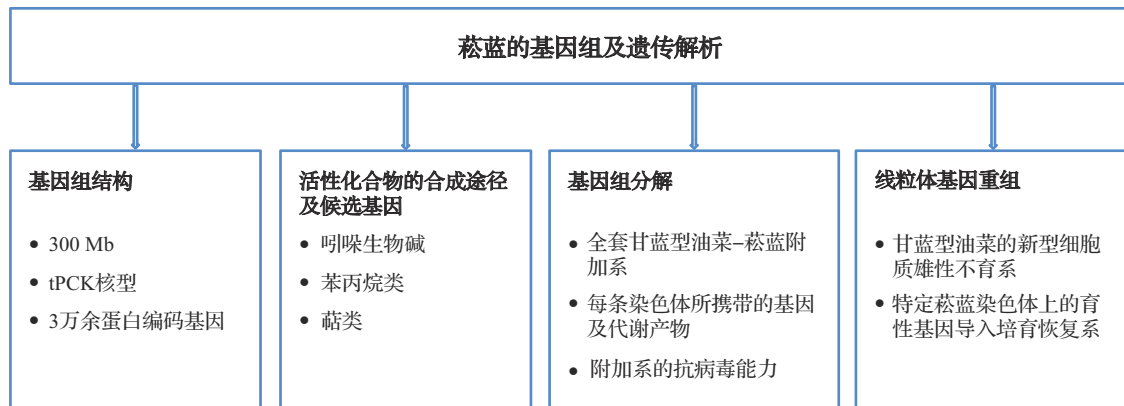 菘蓝的基因组及遗传解析
基因组结构
• 300 Mb
• tPCK核型
• 3万余蛋白编码基因
活性化合物的合成途径
及候选基因
• 吲哚生物碱
• 苯丙烷类
• 萜类
基因组分解
• 全套甘蓝型油菜–菘蓝附
加系
• 每条染色体所携带的基因
及代谢产物
• 附加系的抗病毒能力
线粒体基因重组
• 甘蓝型油菜的新型细胞
质雄性不育系
• 特定菘蓝染色体上的育
性基因导入培育恢复系